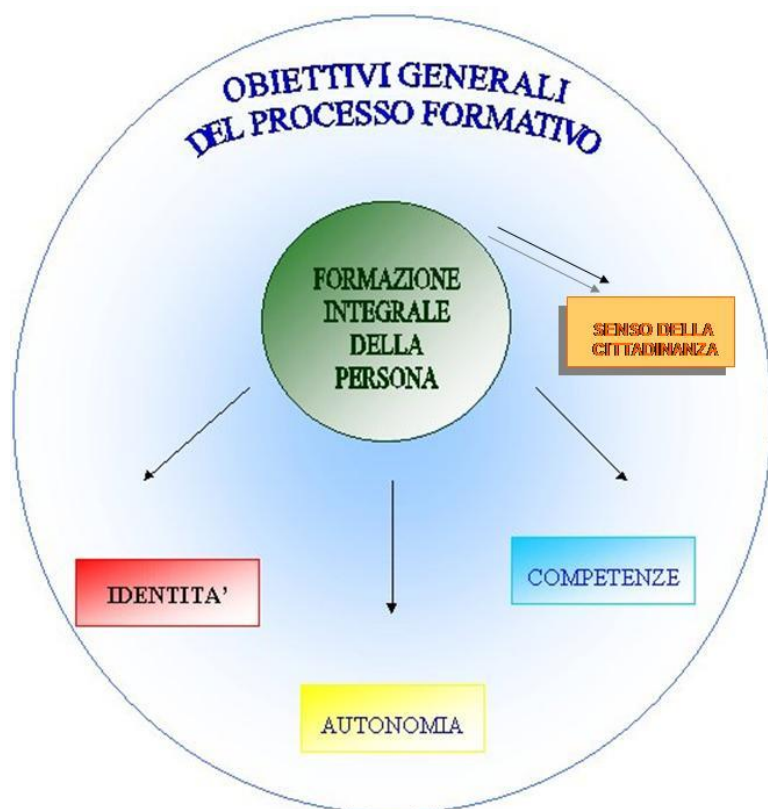 OBIETTIVI GENERALI
DEL PROCESSO FORMATIVO
FORMAZIONE
INTEGRALE
DELLA
PERSONA
SENSO DELLA
CITTADINANZA
IDENTITA’
COMPETENZE
AUTONOMIA